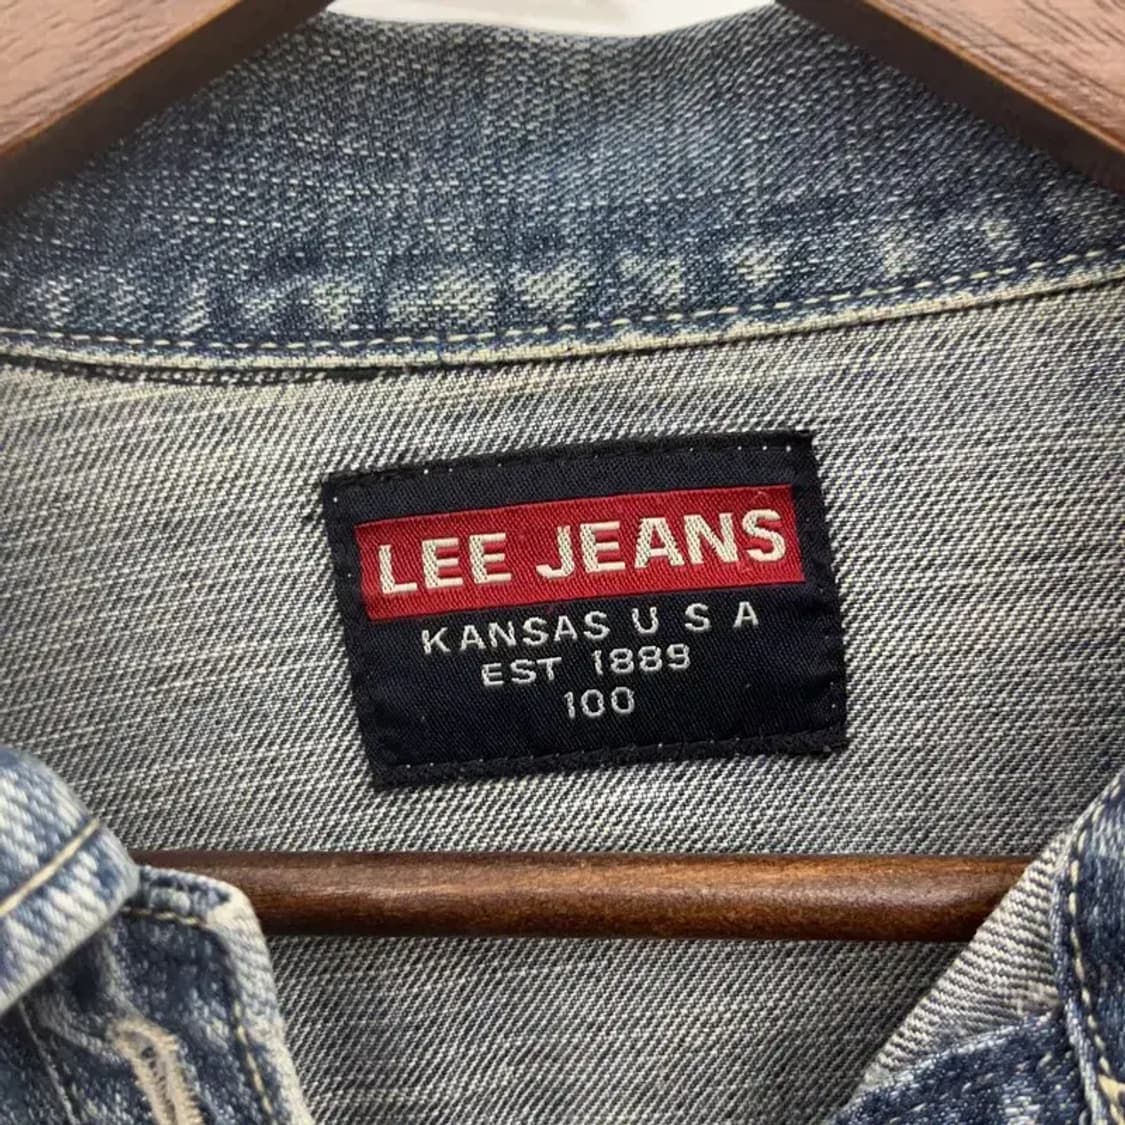 LEE JEANS
KANSAS U S A
EST 1889
100